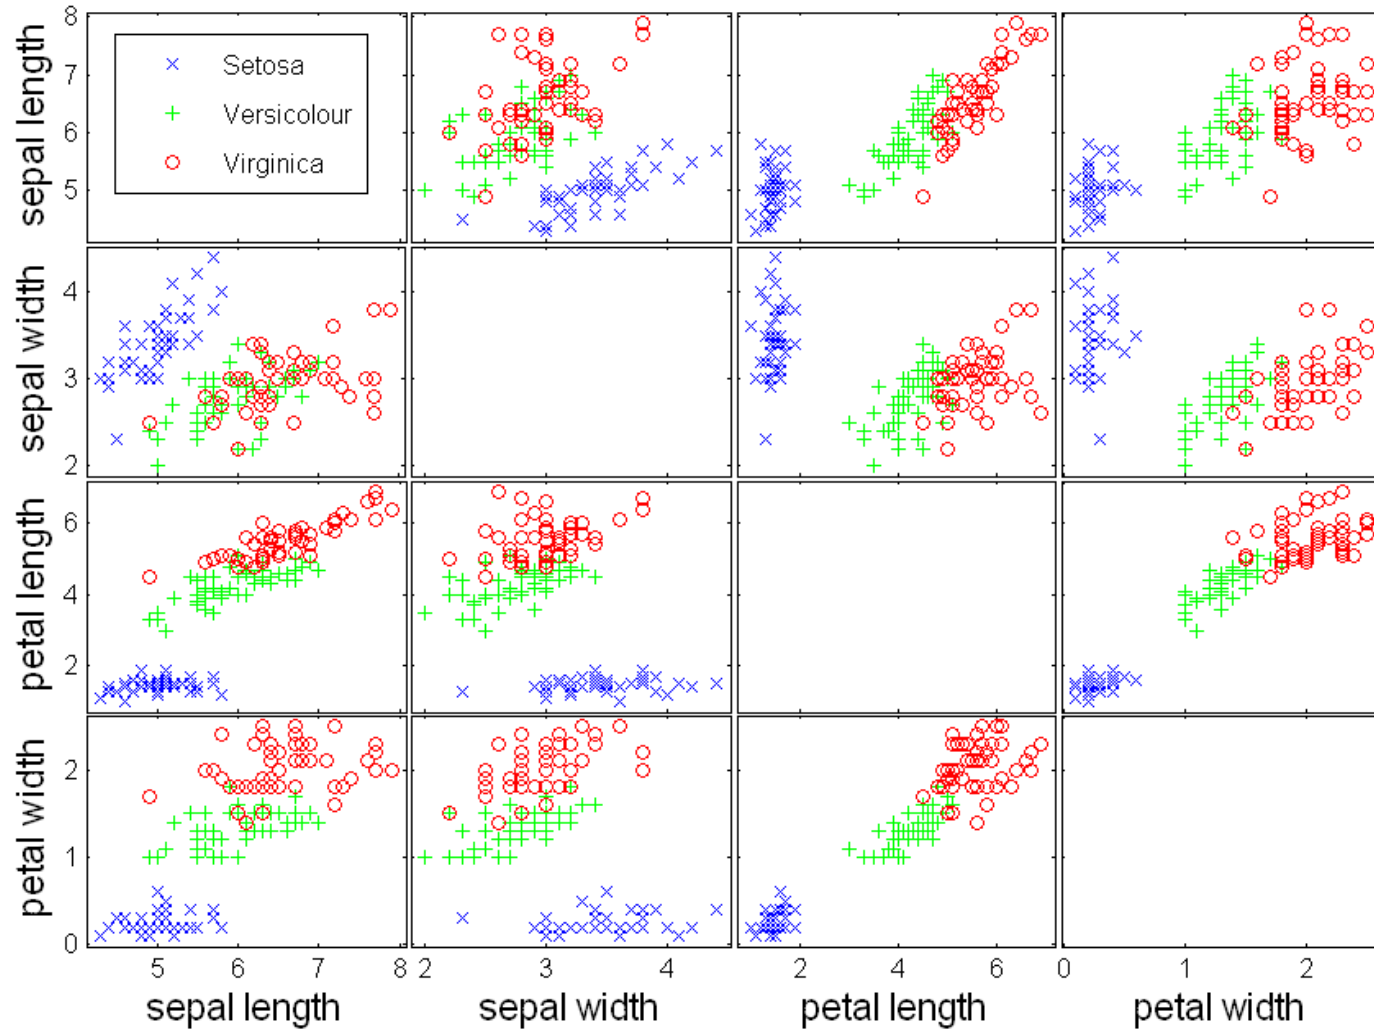 sepal length
8
7
6
5
Setosa
Versicolour
Virginica
sepal width
4
3
2
petal length
6
4
2
petal width
2
1
0
5 6 7 8 2 3 4 2 4 6 0 1 2
sepal length sepal width petal length petal width